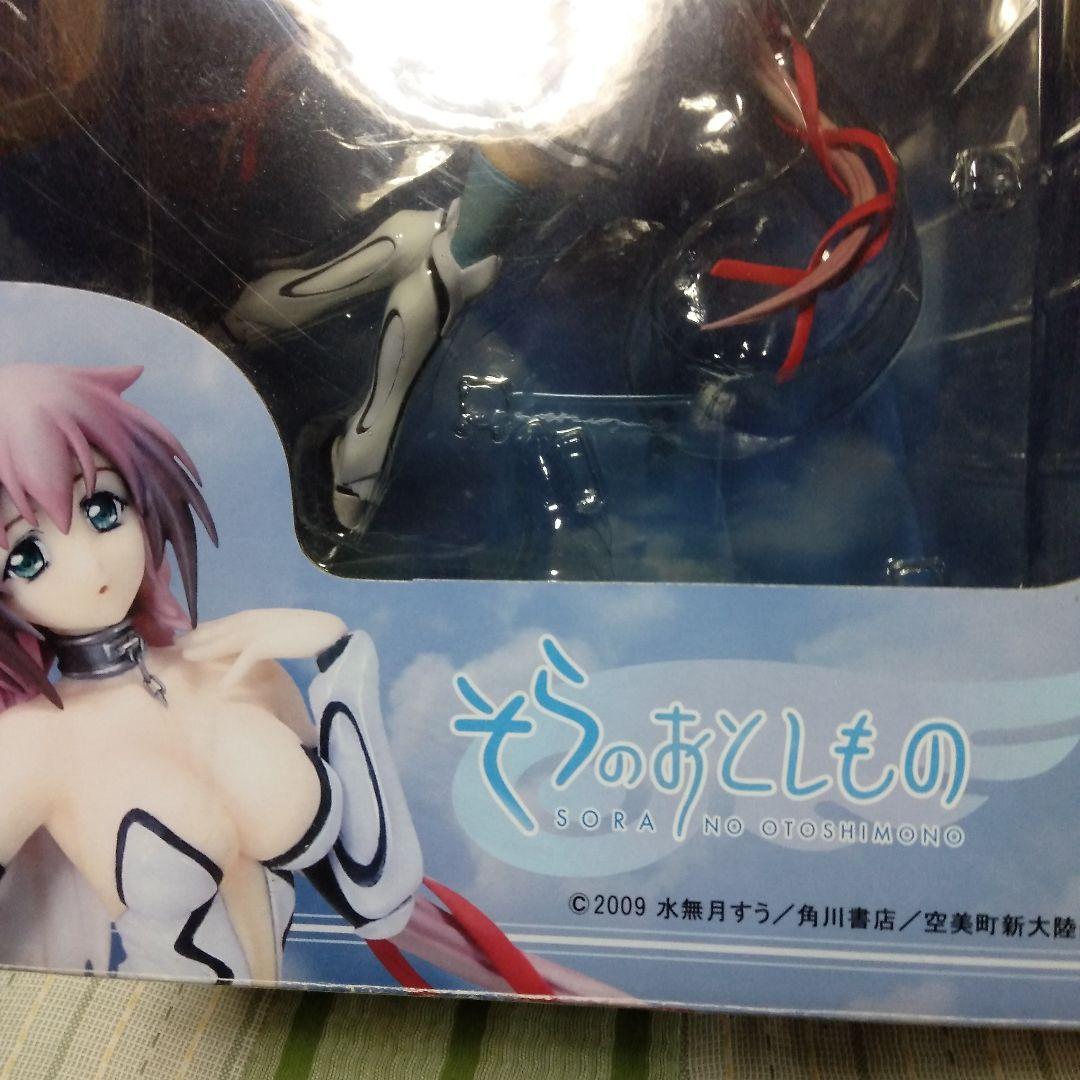 そらのおとしもの
SORA NO OTOSHIMONO
©2009 水無月すう／角川書店／空美町新大陸